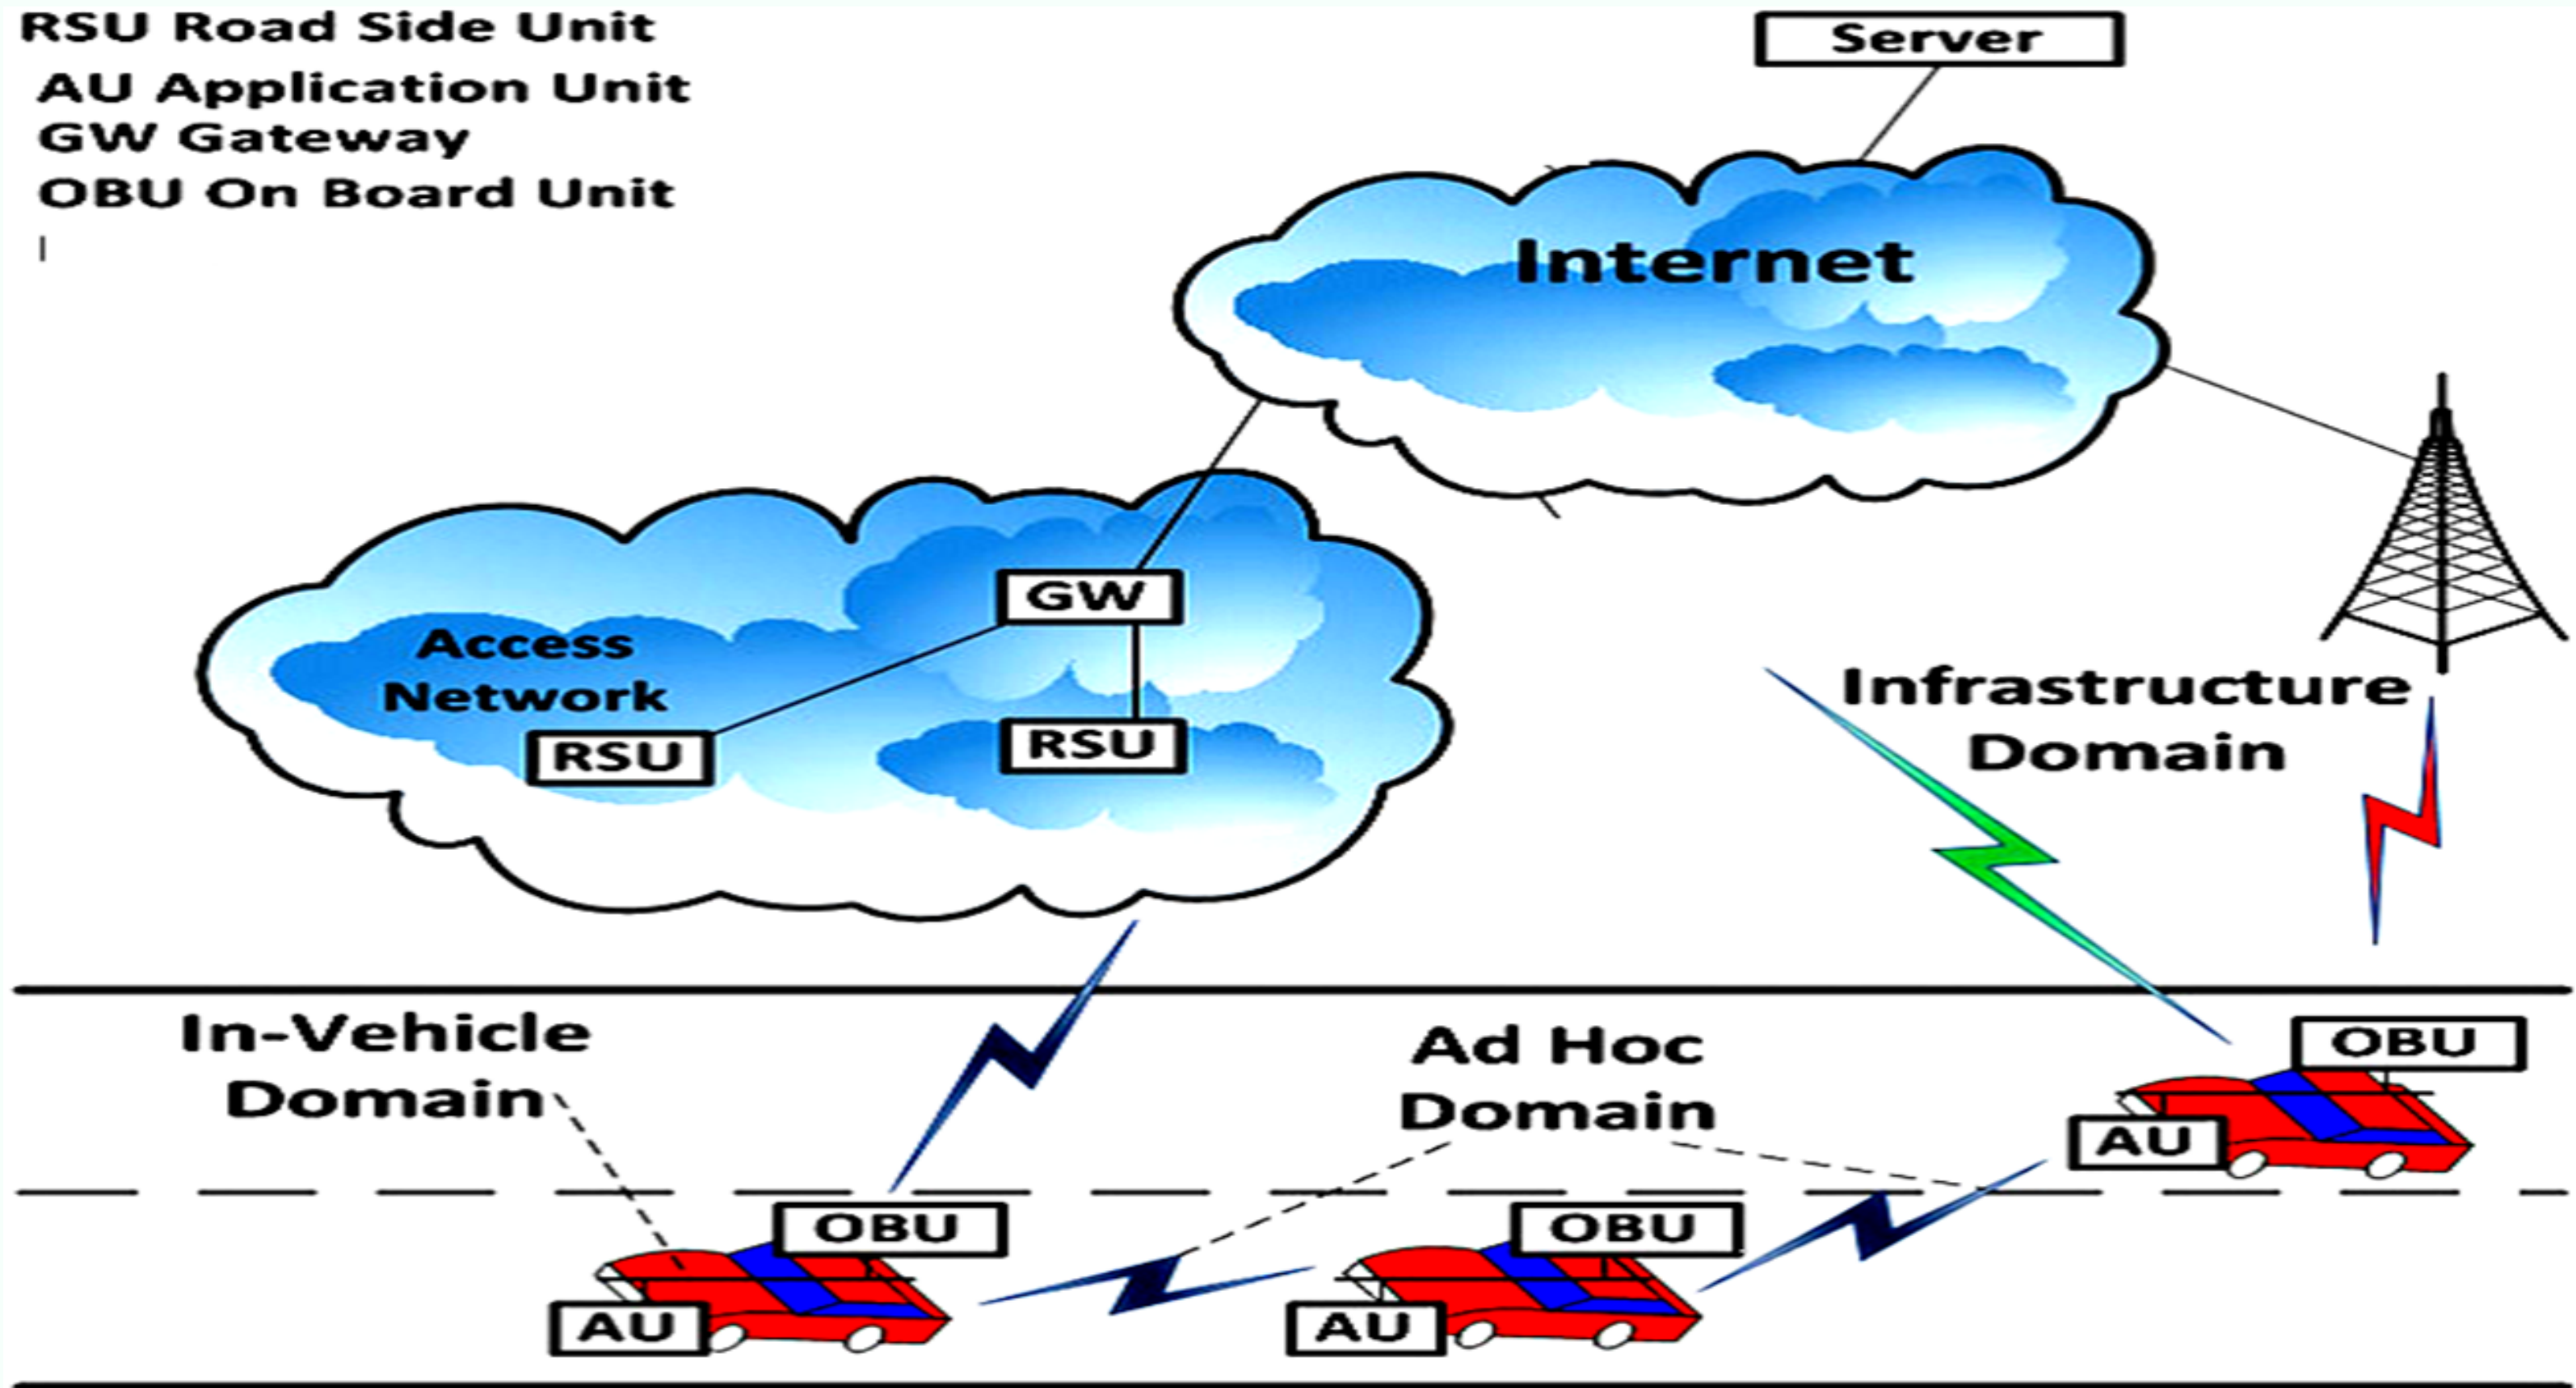 RSU Road Side Unit
AU Application Unit
GW Gateway
OBU On Board Unit
Server
Internet
GW
Access
Network
RSU
RSU
Infrastructure
Domain
In-Vehicle
Domain
Ad Hoc
Domain
OBU
AU
OBU
OBU
AU
AU